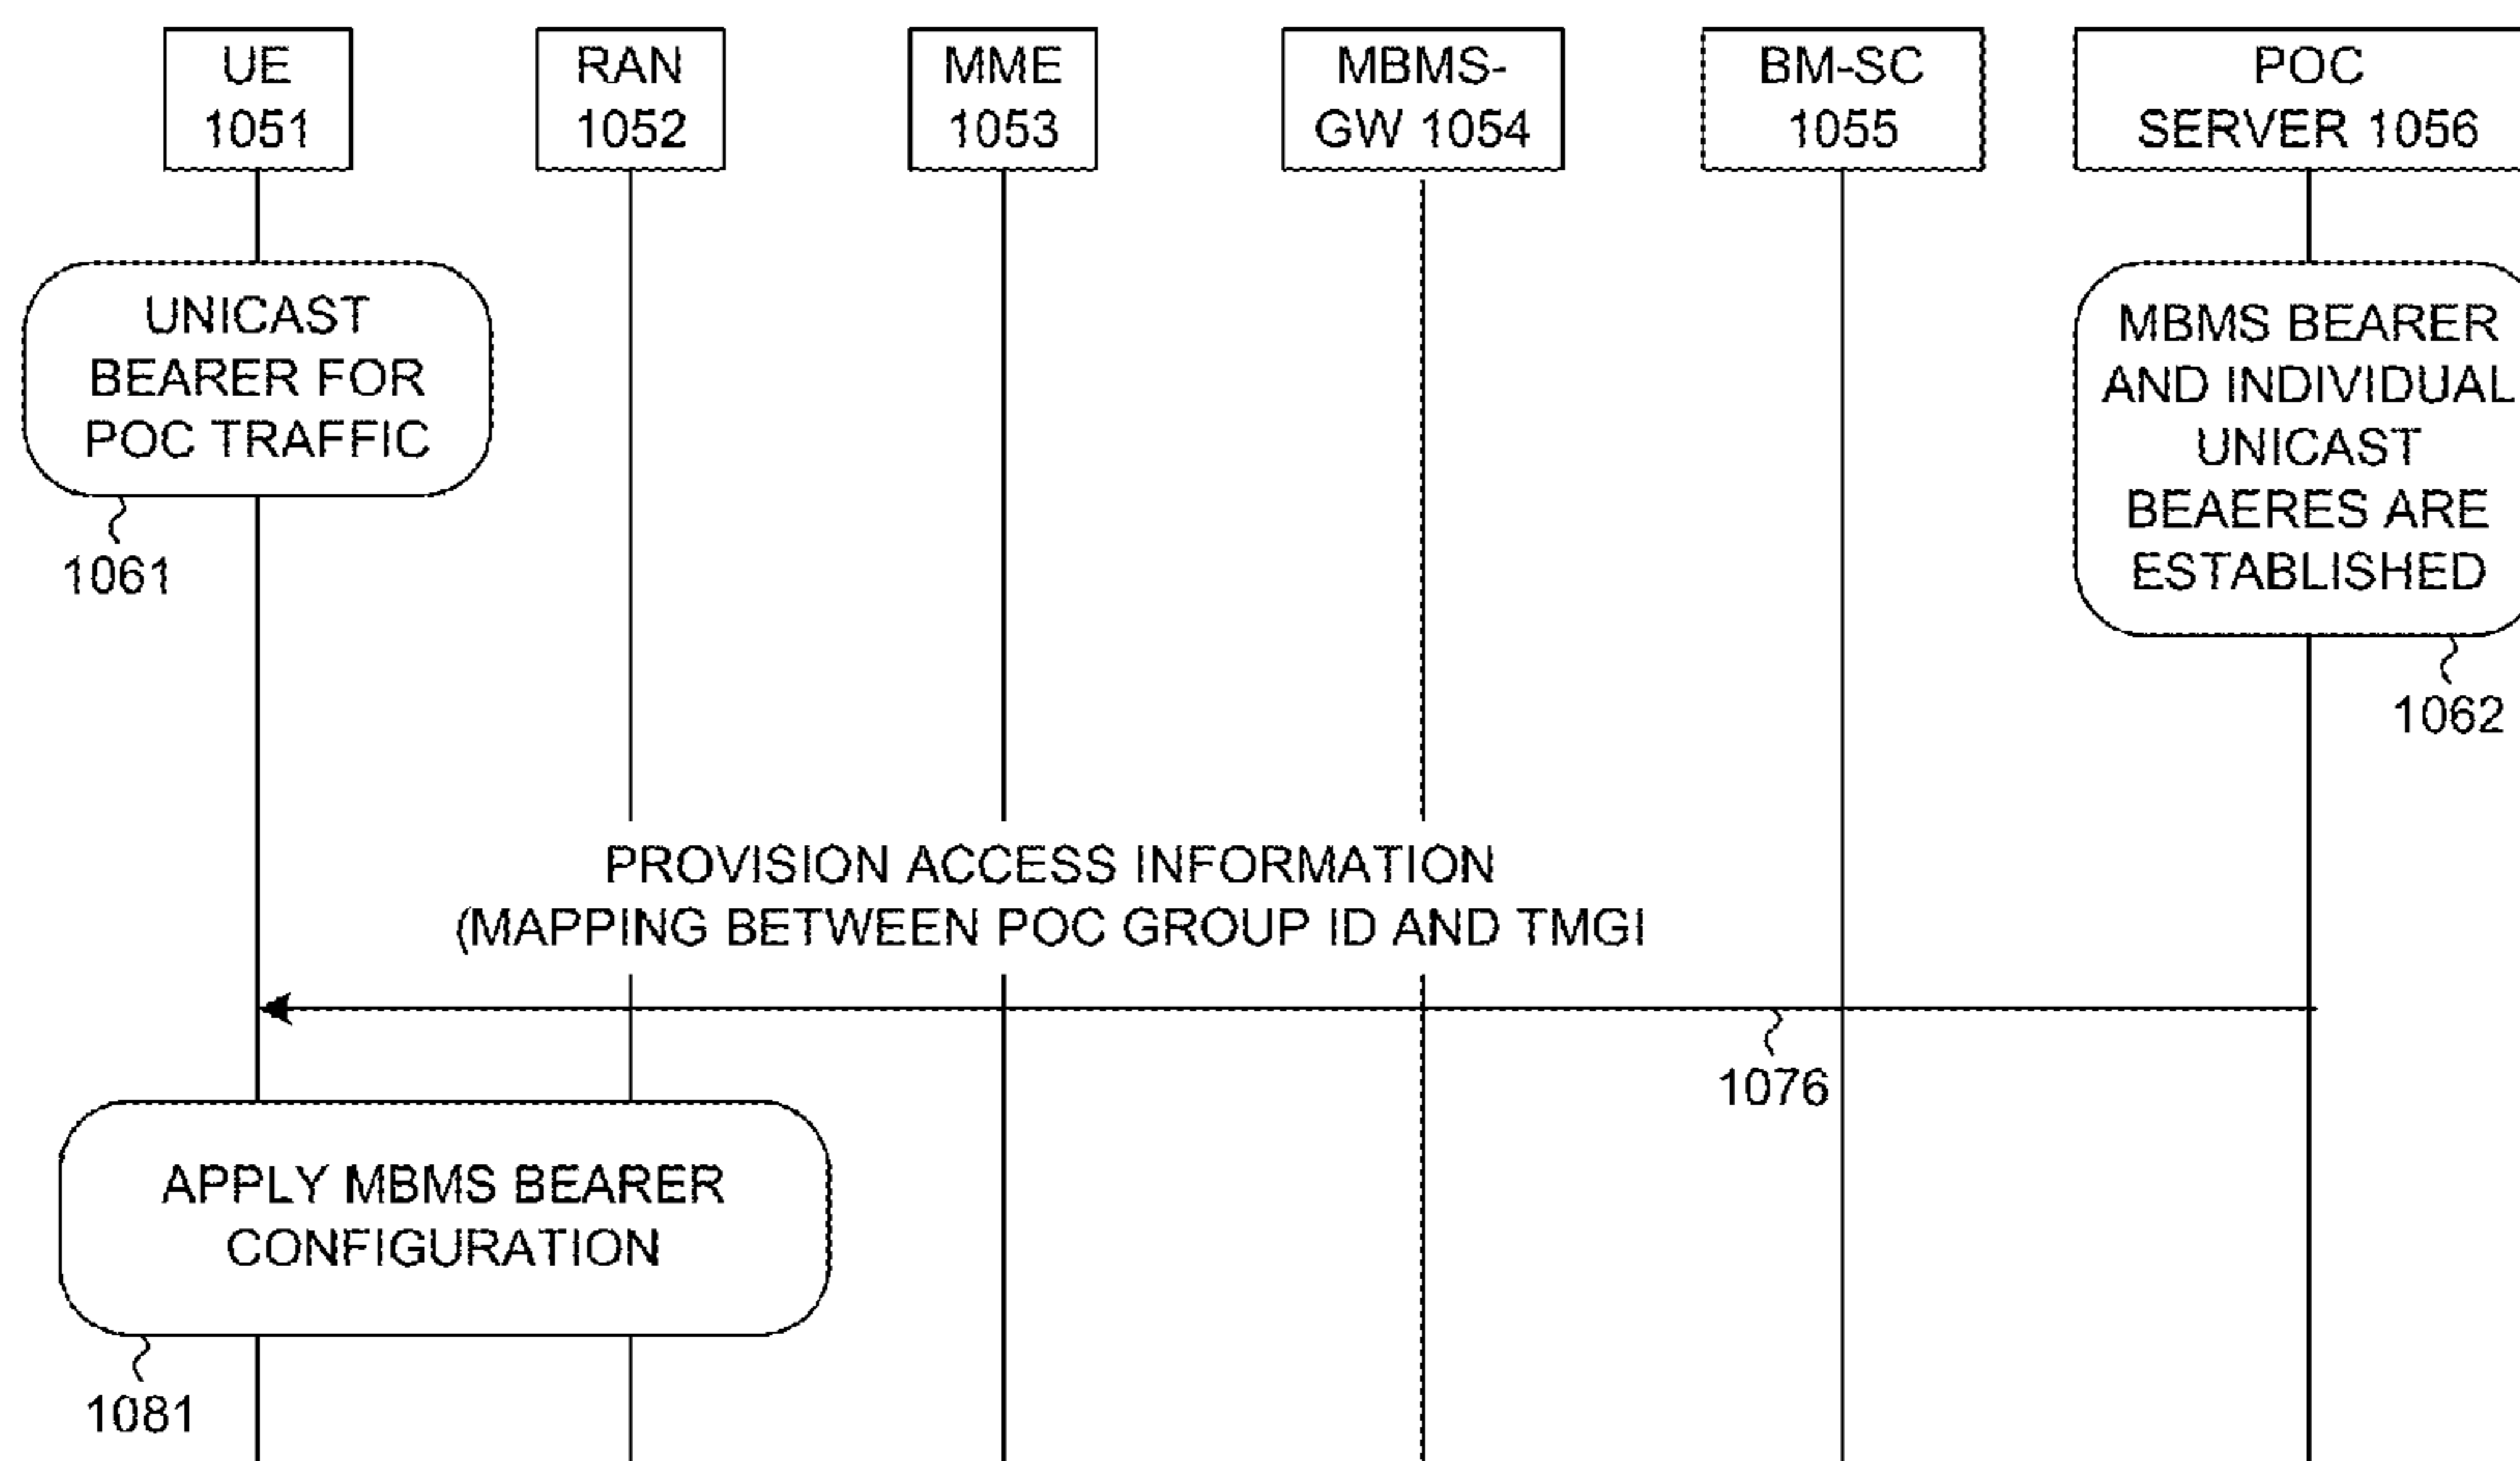 UE
1051
RAN
1052
MME
1053
MBMS-
GW 1054
BM-SC
1055
POC
SERVER 1056
UNICAST
BEARER FOR
POC TRAFFIC
1061
MBMS BEARER
AND INDIVIDUAL
UNICAST
BEAERES ARE
ESTABLISHED
1062
PROVISION ACCESS INFORMATION
(MAPPING BETWEEN POC GROUP ID AND TMGI
1076
APPLY MBMS BEARER
CONFIGURATION
1081